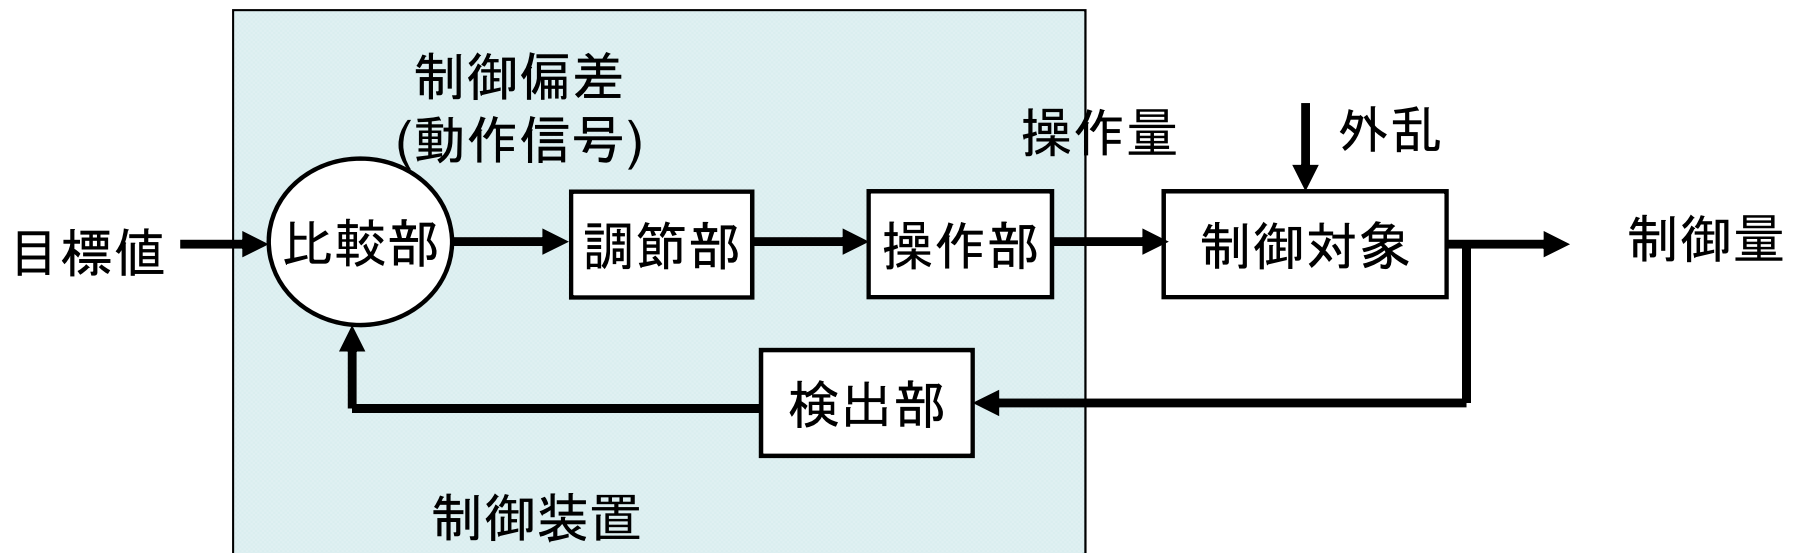 制御偏差
(動作信号)
操作量
外乱
目標値
比較部
調節部
操作部
制御対象
制御量
検出部
制御装置